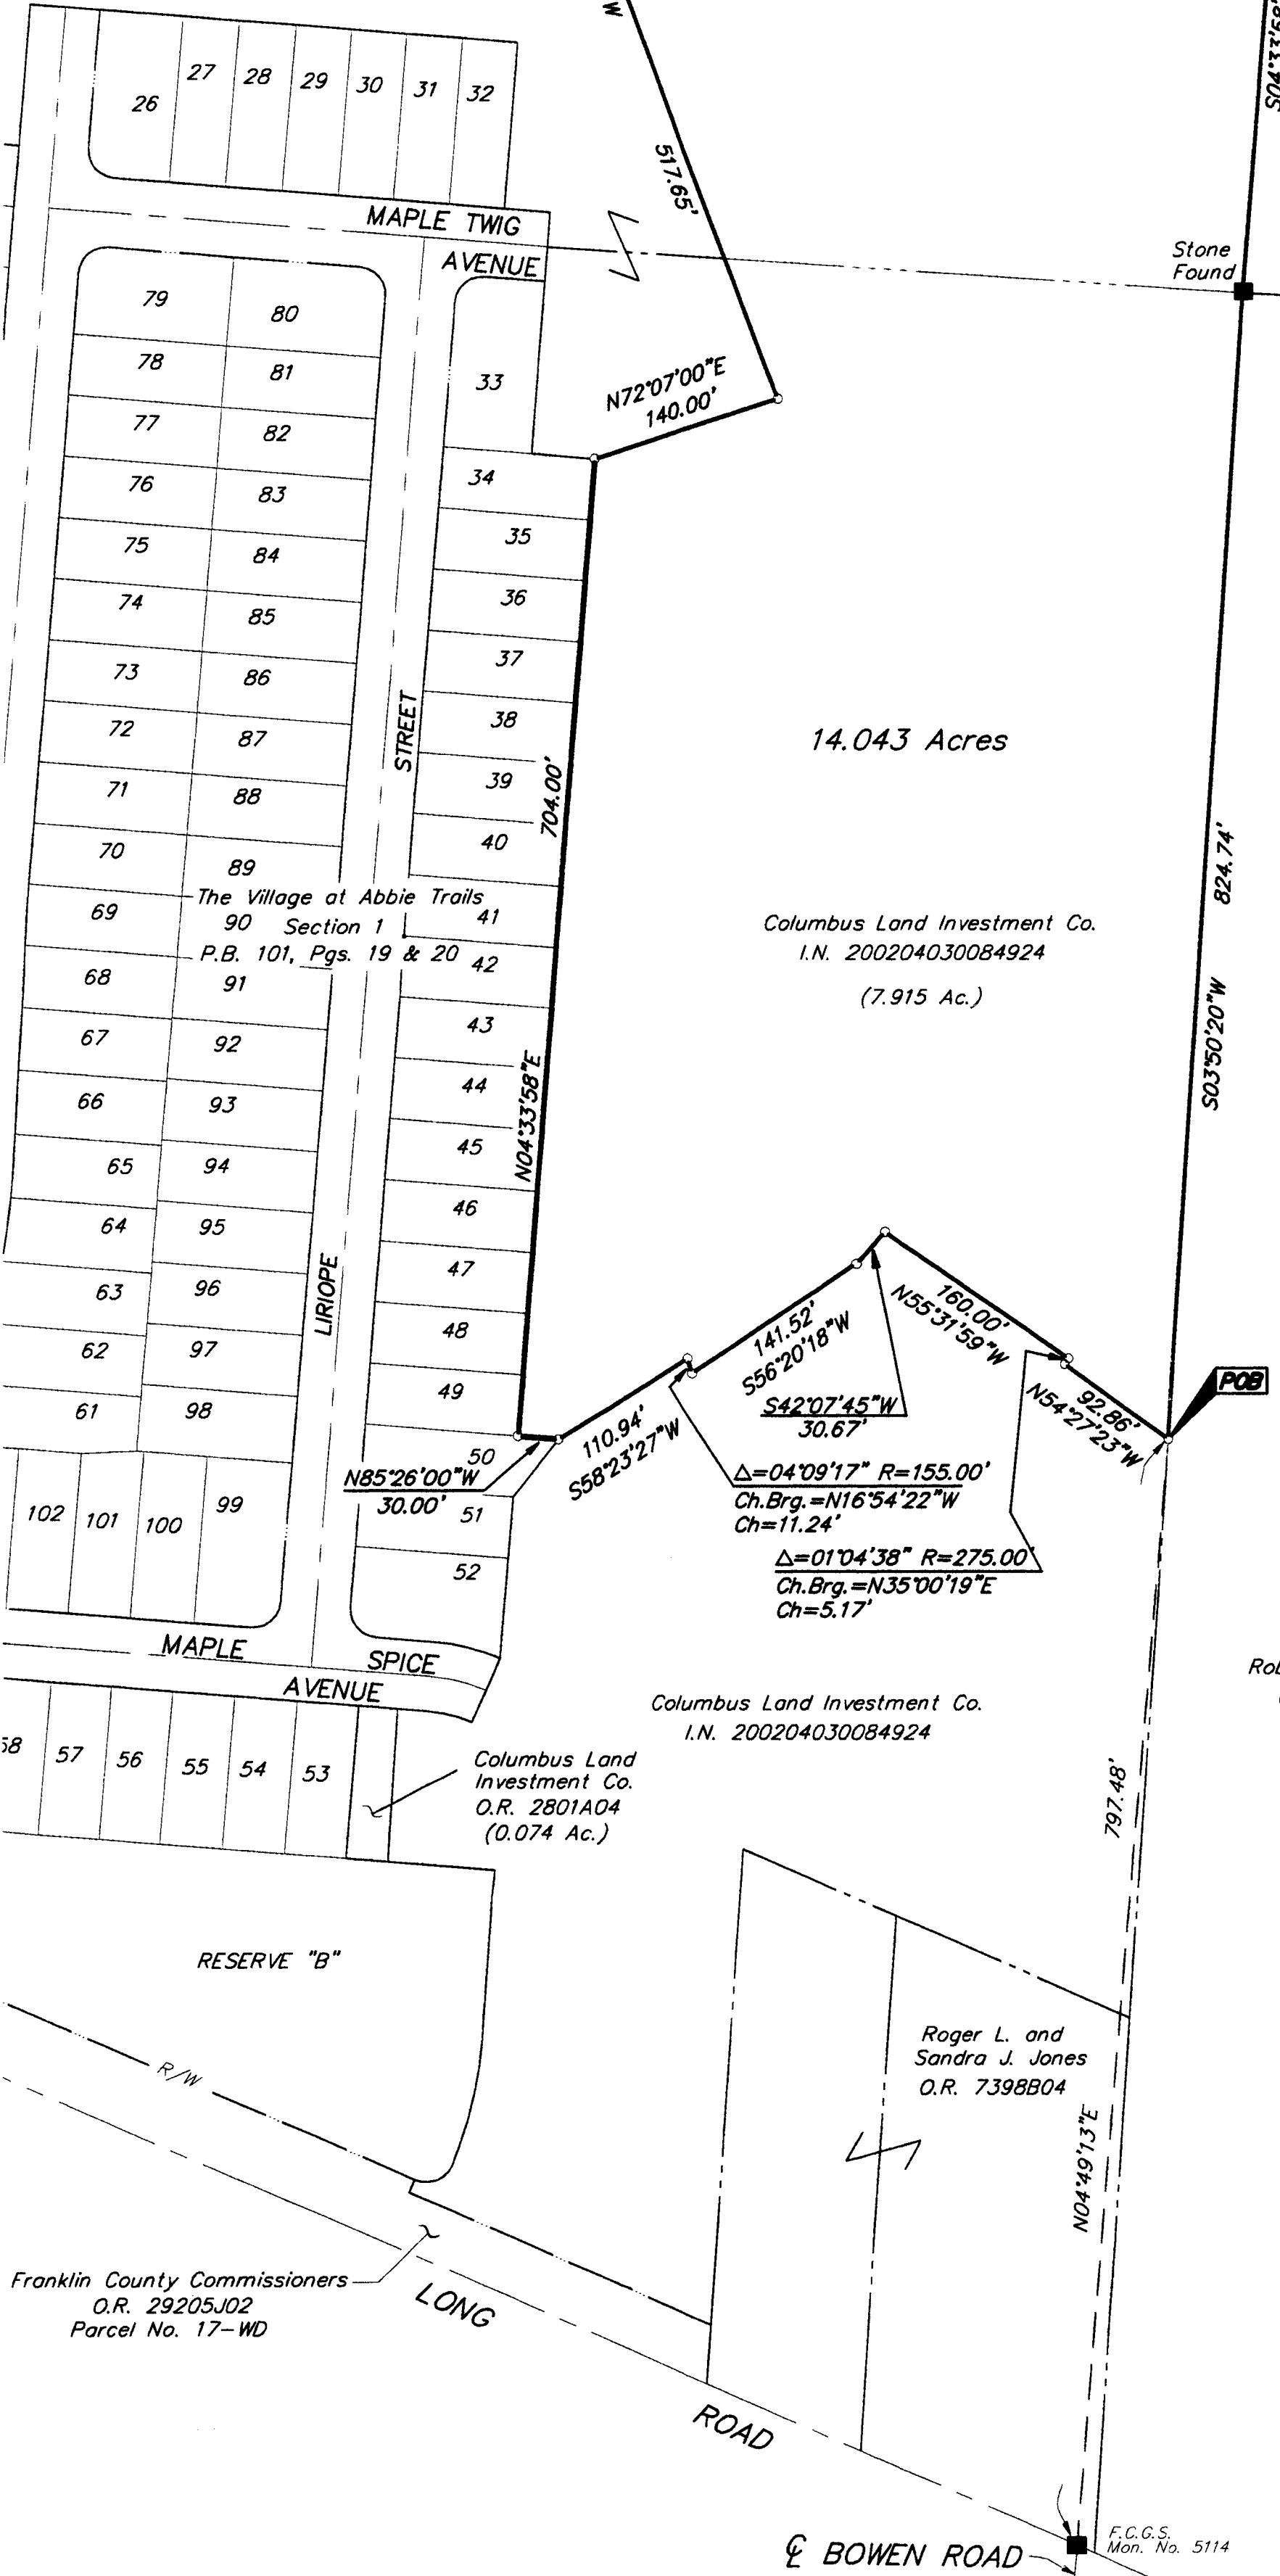 W
27
28
29
30
31
32
26
517.65'
MAPLE TWIG
AVENUE
Stone
Found
79
80
78
81
33
N72°07'00"E
140.00'
77
82
76
83
34
75
84
35
74
85
36
73
86
37
72
87
STREET
38
14.043 Acres
71
88
39
704.00'
70
89
40
824.74'
The Village at Abbie Trails
69
90 Section 1
41
P.B. 101, Pgs. 19 & 20
42
Columbus Land Investment Co.
I.N. 200204030084924
(7.915 Ac.)
68
91
43
67
92
44
S03°50'20"W
66
93
45
N04°33'58"E
65
94
46
64
95
47
63
96
LIRIOPE
48
62
97
49
61
98
50
141.52'
S56°20'18"W
160.00'
N55°31'59"W
POB
92.86'
N54°27'23"W
S42°07'45"W
30.67'
110.94'
S58°23'27"W
N85°26'00"W
30.00'
51
102
101
100
99
52
Δ=04°09'17" R=155.00'
Ch.Brg.=N16°54'22"W
Ch=11.24'
Δ=01°04'38" R=275.00'
Ch.Brg.=N35°00'19"E
Ch=5.17'
MAPLE SPICE
AVENUE
Columbus Land Investment Co.
I.N. 200204030084924
57
56
55
54
53
Columbus Land
Investment Co.
O.R. 2801A04
(0.074 Ac.)
797.48'
RESERVE "B"
R/W
Roger L. and
Sandra J. Jones
O.R. 7398B04
N04°49'13"E
Franklin County Commissioners
O.R. 29205J02
Parcel No. 17-WD
LONG
ROAD
℄ BOWEN ROAD
F.C.G.S.
Mon. No. 5114